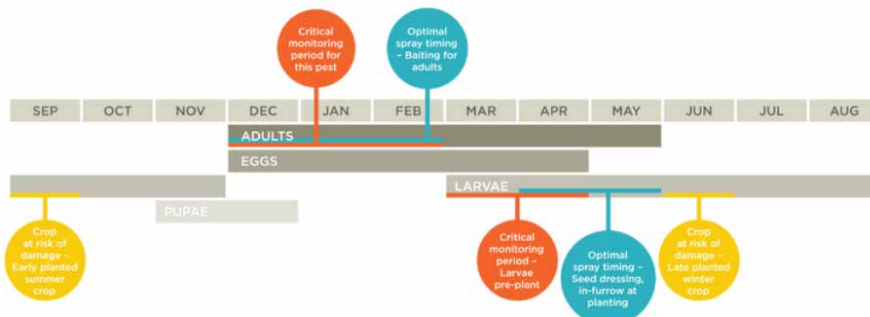 Critical
monitoring
period for
this pest
Optimal
spray timing
– Baiting for
adults
SEP OCT NOV DEC JAN FEB MAR APR MAY JUN JUL AUG
ADULTS
EGGS
LARVAE
PUPAE
Crop
at risk of
damage –
Early planted
summer
crop
Critical
monitoring
period –
Larvae
pre-plant
Optimal
spray timing –
Seed dressing,
in-furrow at
planting
Crop
at risk of
damage –
Late planted
winter
crop